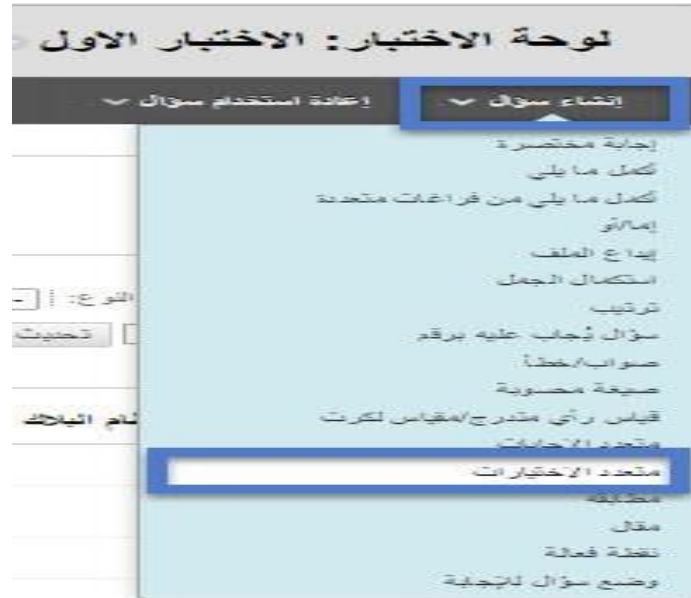 لوحة الاختبار: الاختبار الاول
إنشاء سؤال
إعادة استخدام سؤال
إجابة مختصرة
أكمل ما يلي
أكمل ما يلي من فراغات متعددة
إما/أو
إيداع الملف
استكمال الجمل
ترتيب
سؤال يُجاب عليه برقم
صواب/خطأ
صيغة محسوبة
قياس رأي متدرج/مقياس لكرت
متعدد الإجابات
متعدد الاختيارات
مطابقة
مقال
نقطة فعالة
وضع سؤال للإجابة
النوع:
تحديث
البلاك